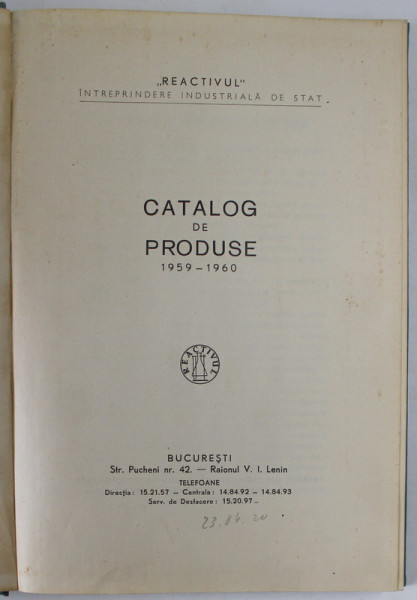 „REACTIVUL"
ÎNTREPRINDERE INDUSTRIALĂ DE STAT
CATALOG
DE
PRODUSE
1959 – 1960
REACTIVUL
BUCUREȘTI
Str. Pucheni nr. 42. — Raionul V. I. Lenin
TELEFOANE
Direcția: 15.21.57 – Centrala: 14.84.92 – 14.84.93
Serv. de Desfacere: 15.20.97